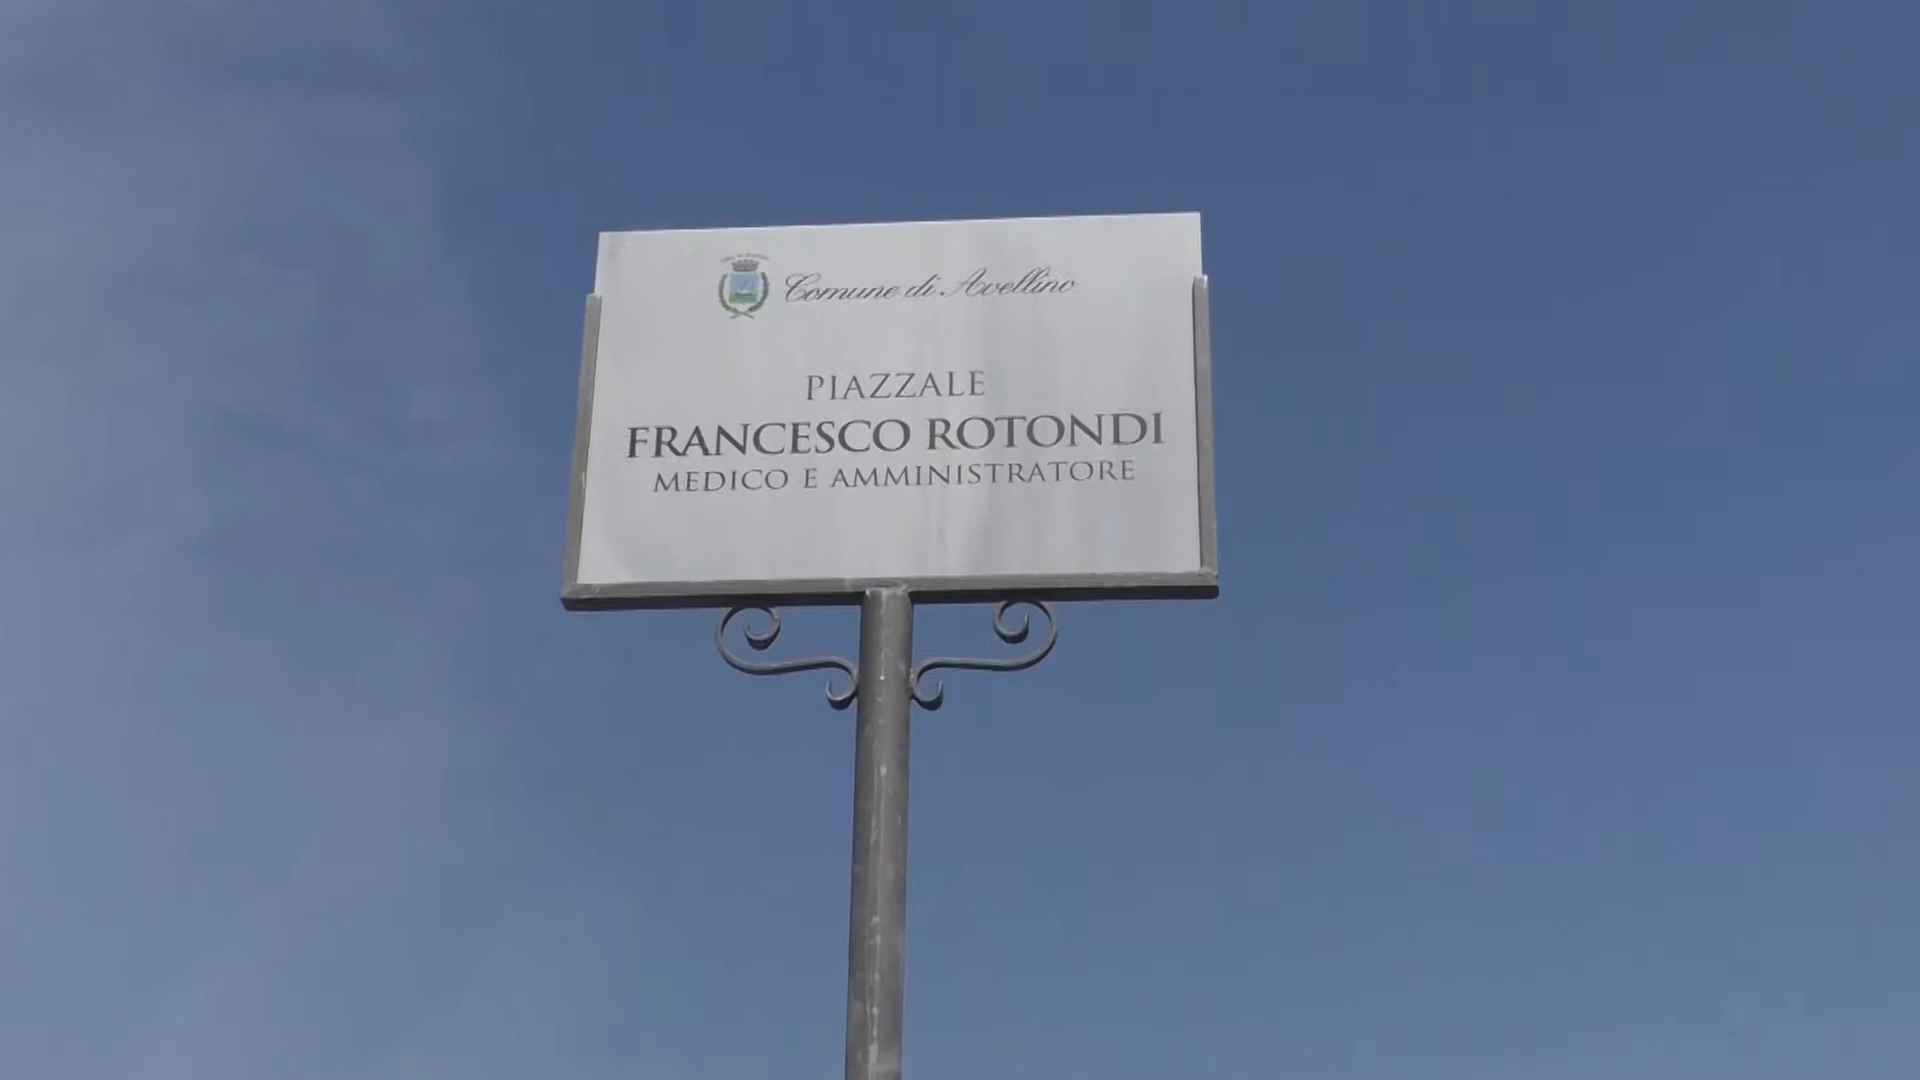 Comune di Avellino
PIAZZALE
FRANCESCO ROTONDI
MEDICO E AMMINISTRATORE